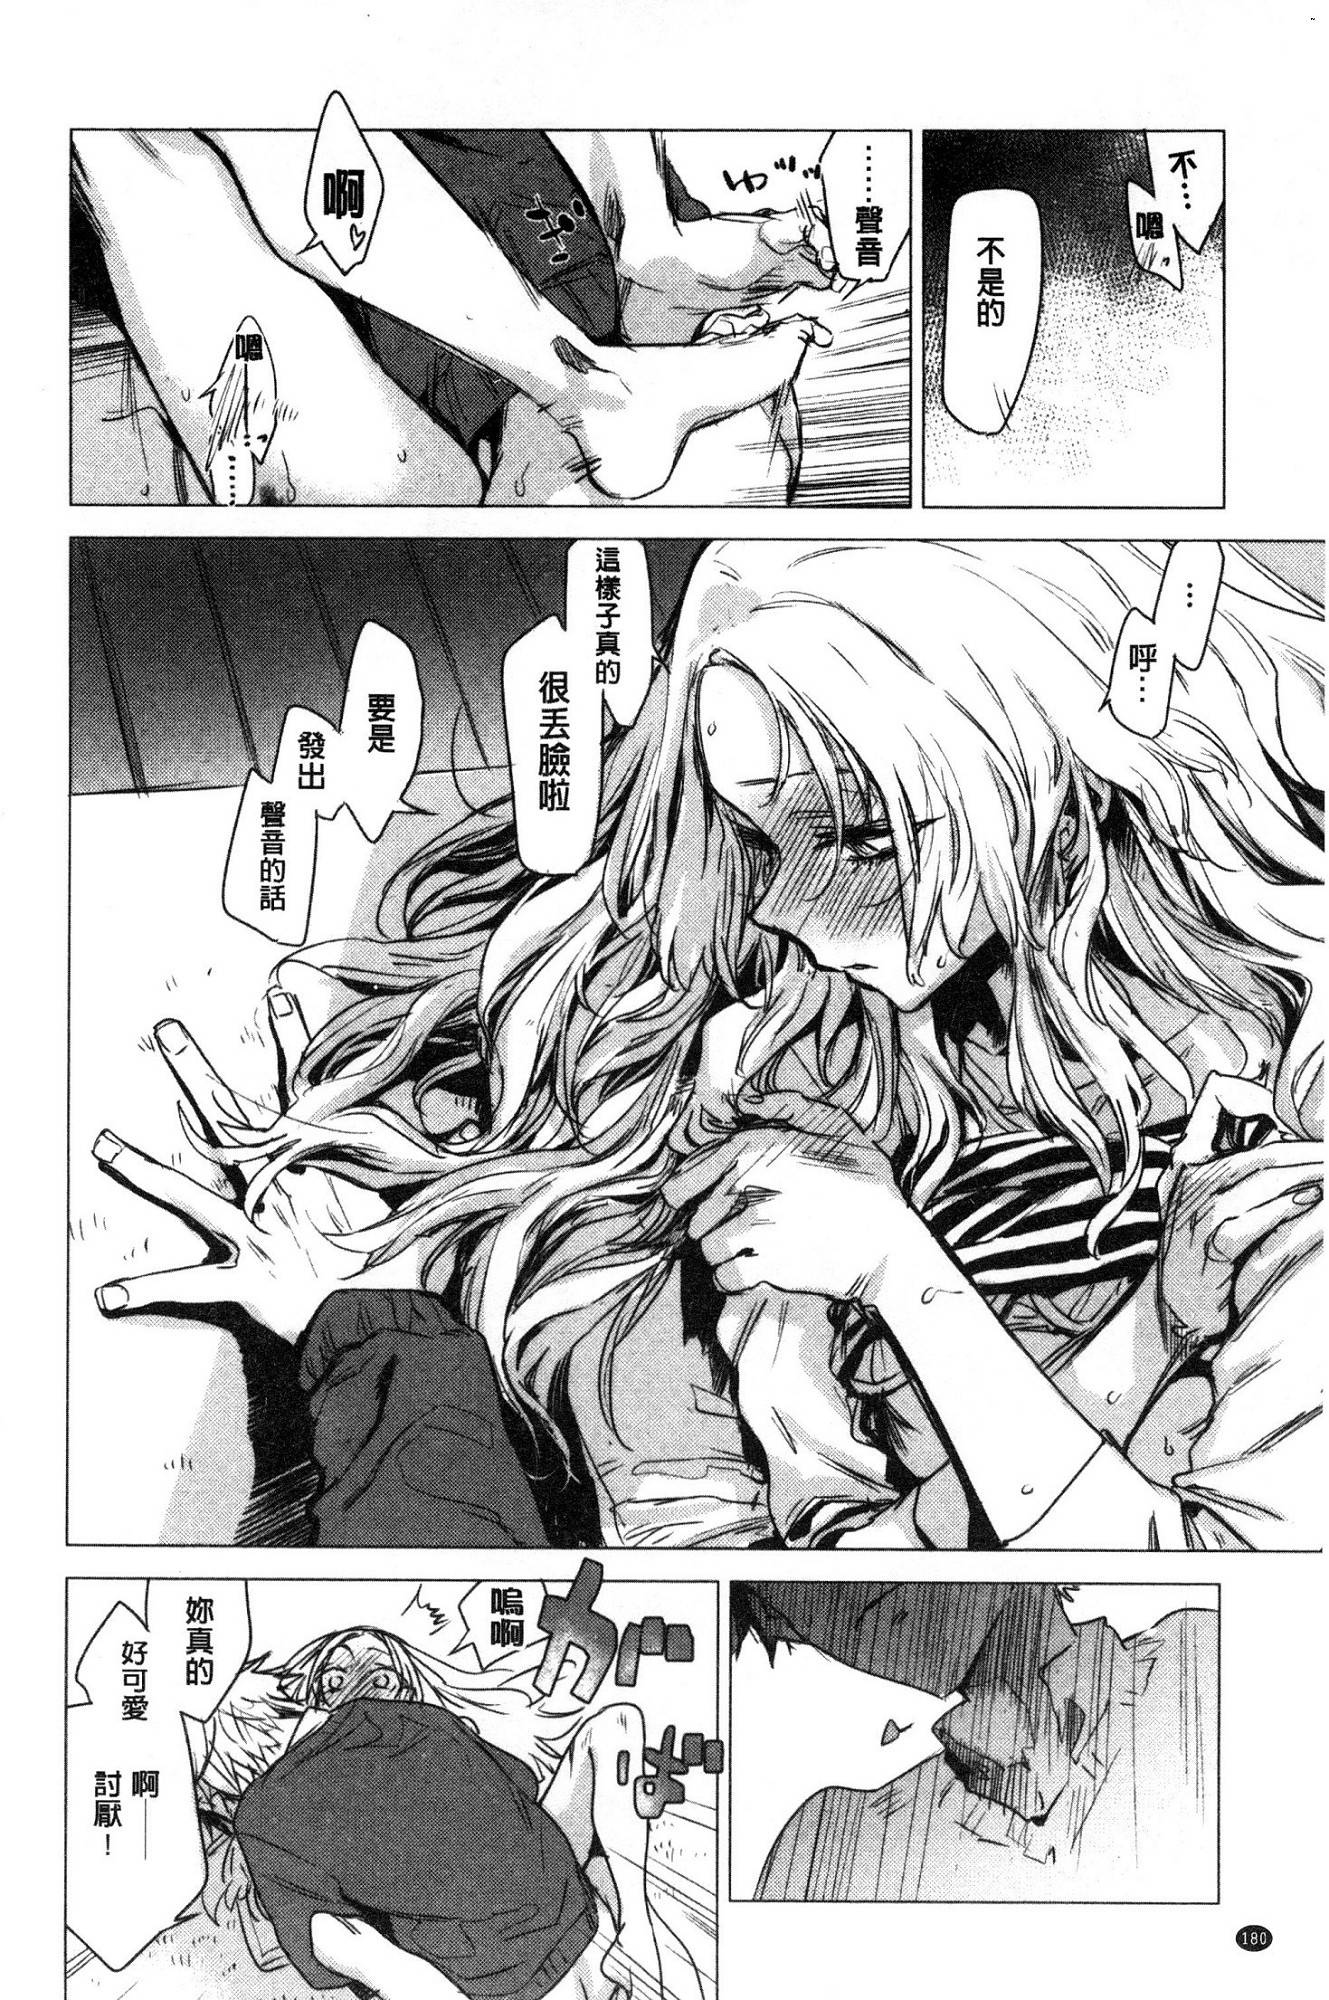 不…
嗯
不是的
……聲音
ゆッ
ギシ
啊♡
嗯……
…
呼…
這樣子真的
很丟臉啦
要是
發出
聲音的話
嗚啊
妳真的
好可愛
啊——
討厭！
180